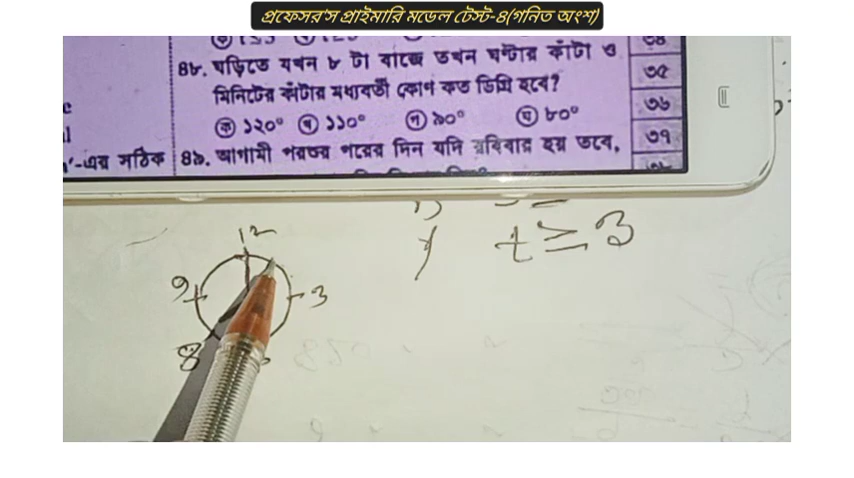 প্রফেসর'স প্রাইমারি মডেল টেস্ট-৪(গনিত অংশ)
৪৮. ঘড়িতে যখন ৮ টা বাজে তখন ঘণ্টার কাঁটা ও
মিনিটের কাঁটার মধ্যবর্তী কোণ কত ডিগ্রি হবে?
ক ১২০° খ ১১০° গ ৯০° ঘ ৮০°
'-এর সঠিক
৪৯. আগামী পরশুর পরের দিন যদি রবিবার হয় তবে,
৩৪
৩৫
৩৬
৩৭
t ≥ 3
12
9
3
8